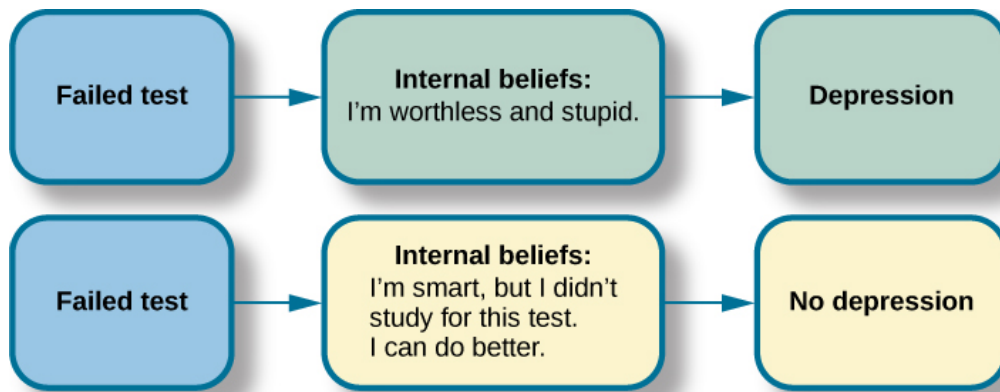 Failed test
Internal beliefs:
I'm worthless and stupid.
Depression
Failed test
Internal beliefs:
I'm smart, but I didn't
study for this test.
I can do better.
No depression